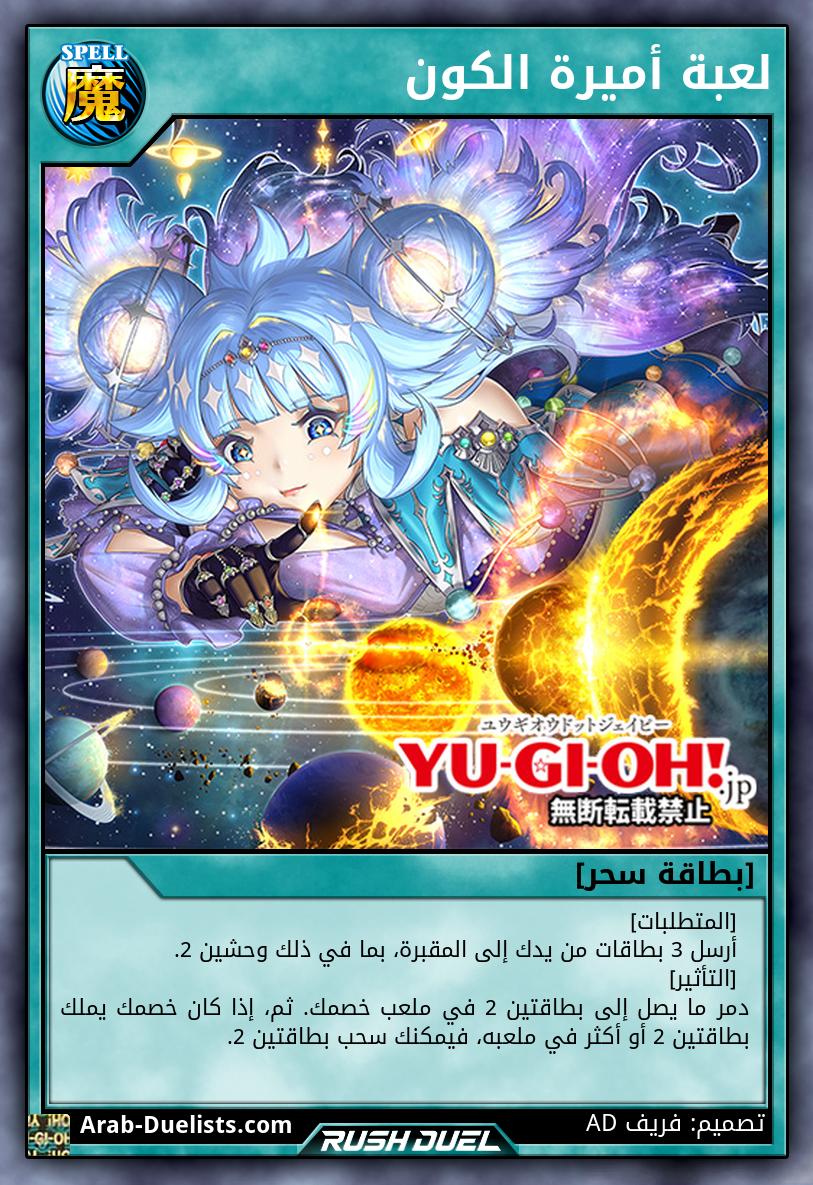 SPELL
魔
لعبة أميرة الكون
ユウギオウドットジェイピー
YU-GI-OH!.jp
無断転載禁止
[بطاقة سحر]
[المتطلبات]
أرسل 3 بطاقات من يدك إلى المقبرة، بما في ذلك وحشين 2.
[التأثير]
دمر ما يصل إلى بطاقتين 2 في ملعب خصمك. ثم، إذا كان خصمك يملك
بطاقتين 2 أو أكثر في ملعبه، فيمكنك سحب بطاقتين 2.
تصميم: فريف AD
Arab-Duelists.com
RUSH DUEL